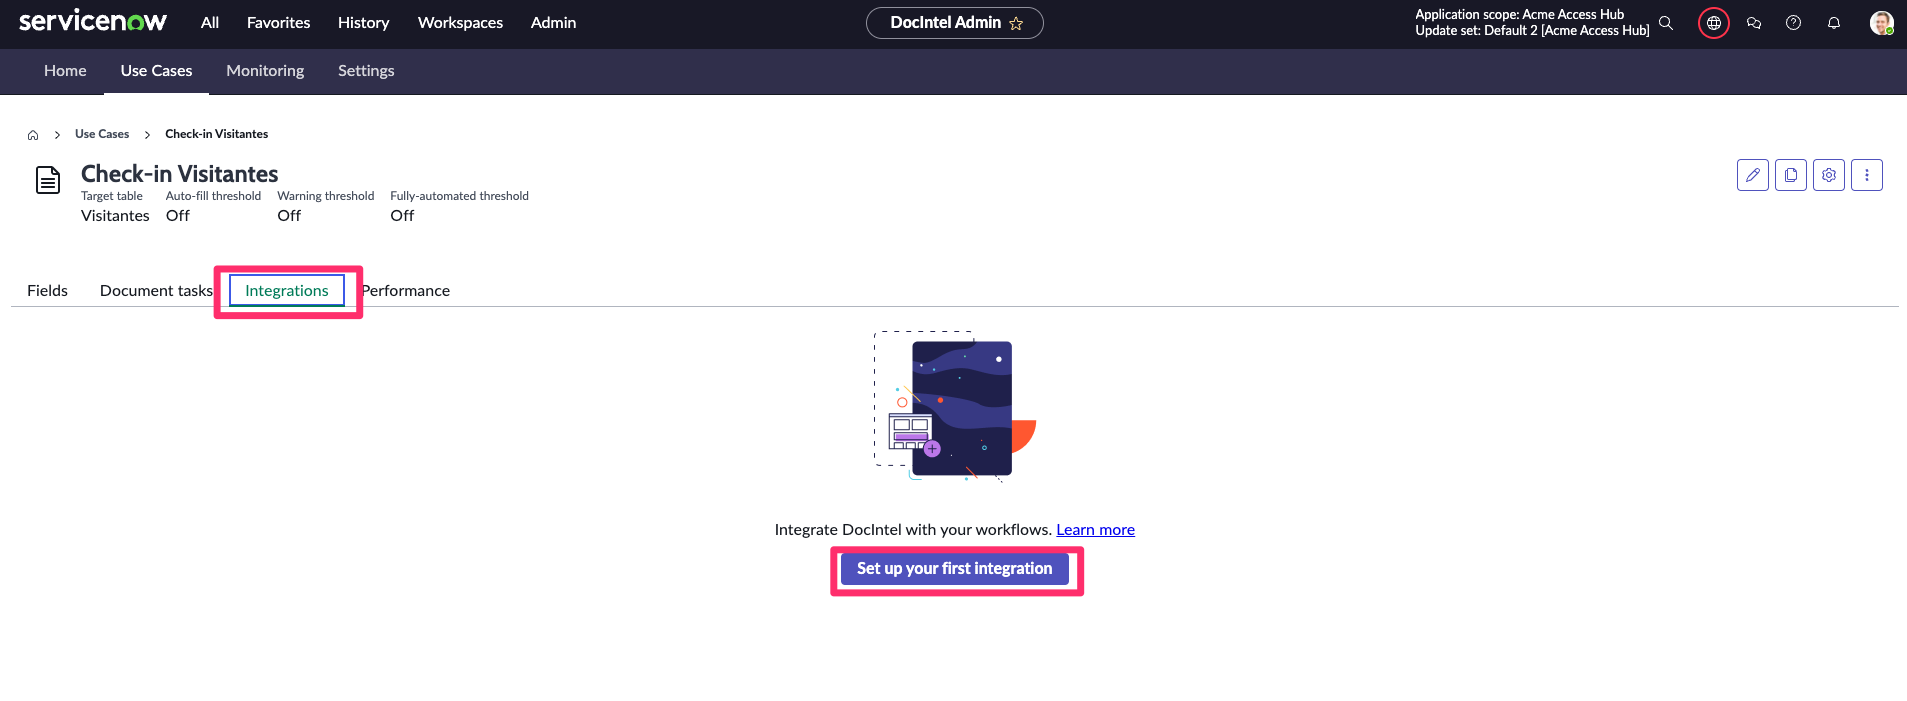 servicenow All Favorites History Workspaces Admin DocIntel Admin Application scope: Acme Access Hub
Update set: Default 2 [Acme Access Hub]
Home Use Cases Monitoring Settings
Use Cases Check-in Visitantes
Check-in Visitantes
Target table Auto-fill threshold Warning threshold Fully-automated threshold
Visitantes Off Off Off
Fields Document tasks Integrations Performance
Integrate DocIntel with your workflows. Learn more
Set up your first integration